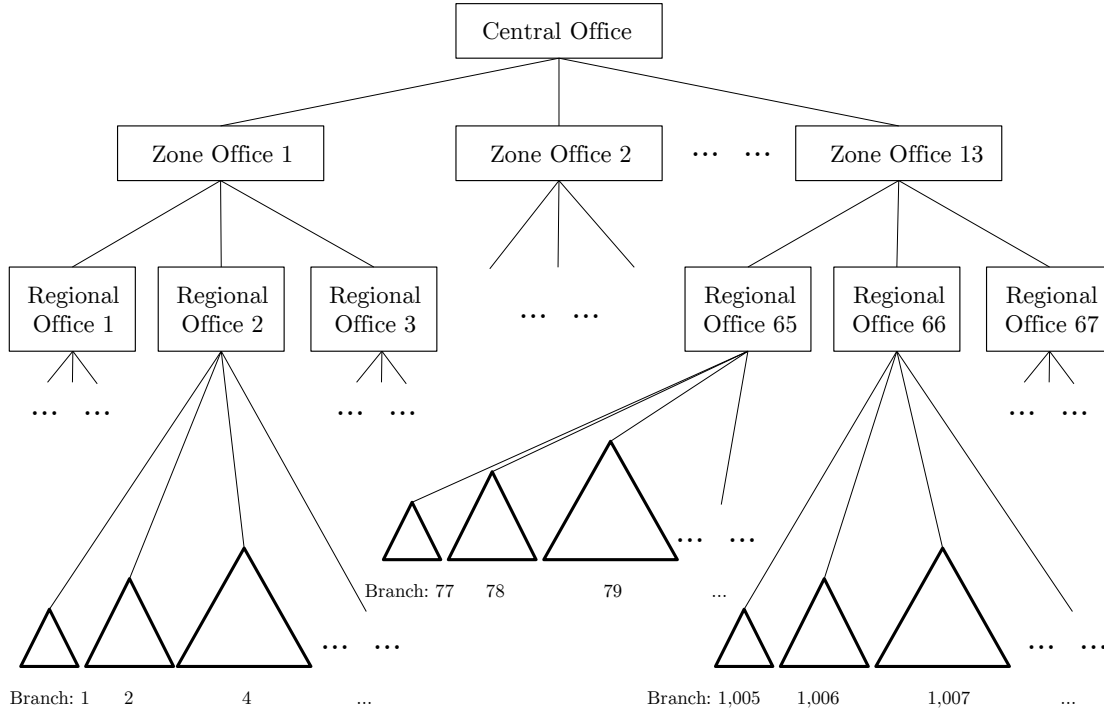 Central Office
Zone Office 1
Zone Office 2
... ...
Zone Office 13
Regional
Office 1
Regional
Office 2
Regional
Office 3
... ...
Regional
Office 65
Regional
Office 66
Regional
Office 67
... ...
... ...
... ...
... ...
Branch: 77 78 79 ...
... ...
... ...
Branch: 1 2 4 ...
Branch: 1,005 1,006 1,007 ...